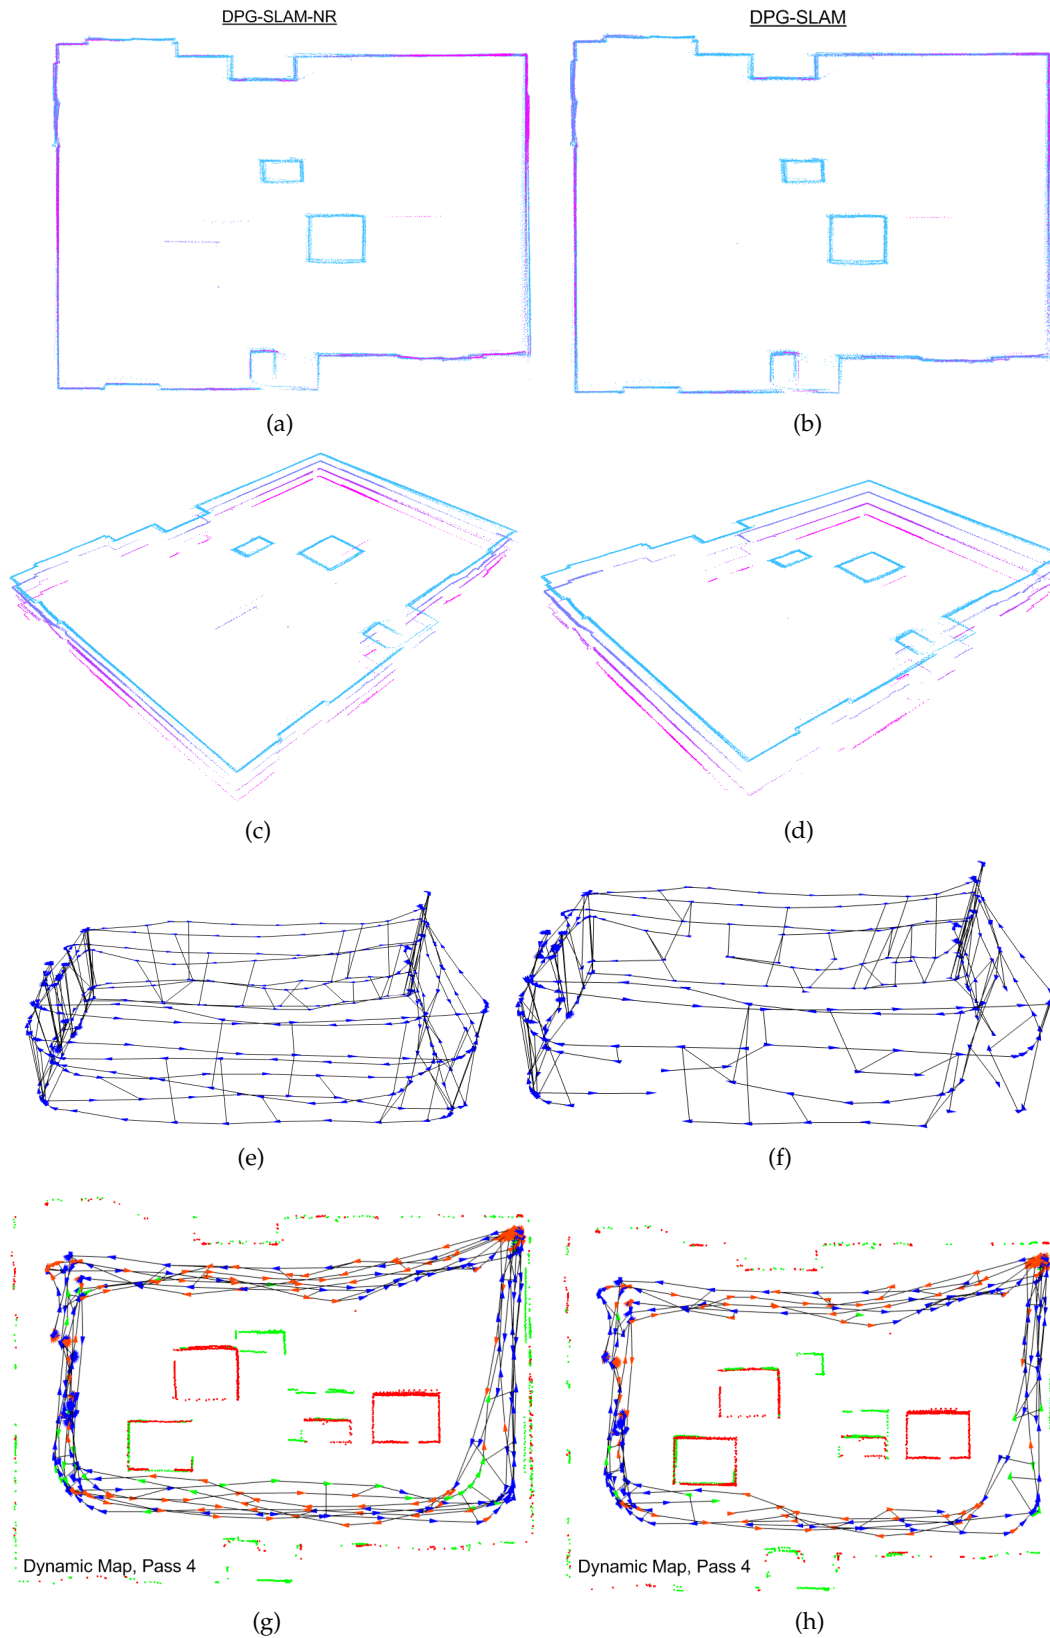 DPG-SLAM-NR
DPG-SLAM
(a)
(b)
(c)
(d)
(e)
(f)
Dynamic Map, Pass 4
Dynamic Map, Pass 4
(g)
(h)